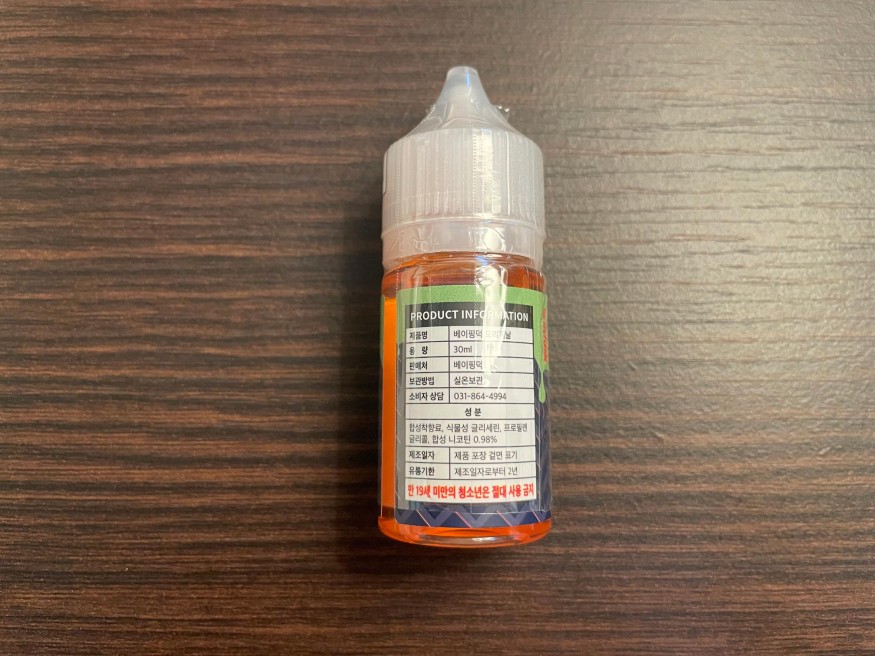 PRODUCT INFORMATION
제품명 베이핑덕
용 량 30ml
판매처 베이핑덕
보관방법 실온보관
소비자 상담 031-864-4994
성 분
합성착향료, 식물성 글리세린, 프로필렌
글리콜, 합성 니코틴 0.98%
제조일자 제품 포장 겉면 표기
유통기한 제조일자로부터 2년
만 19세 미만의 청소년은 절대 사용 금지